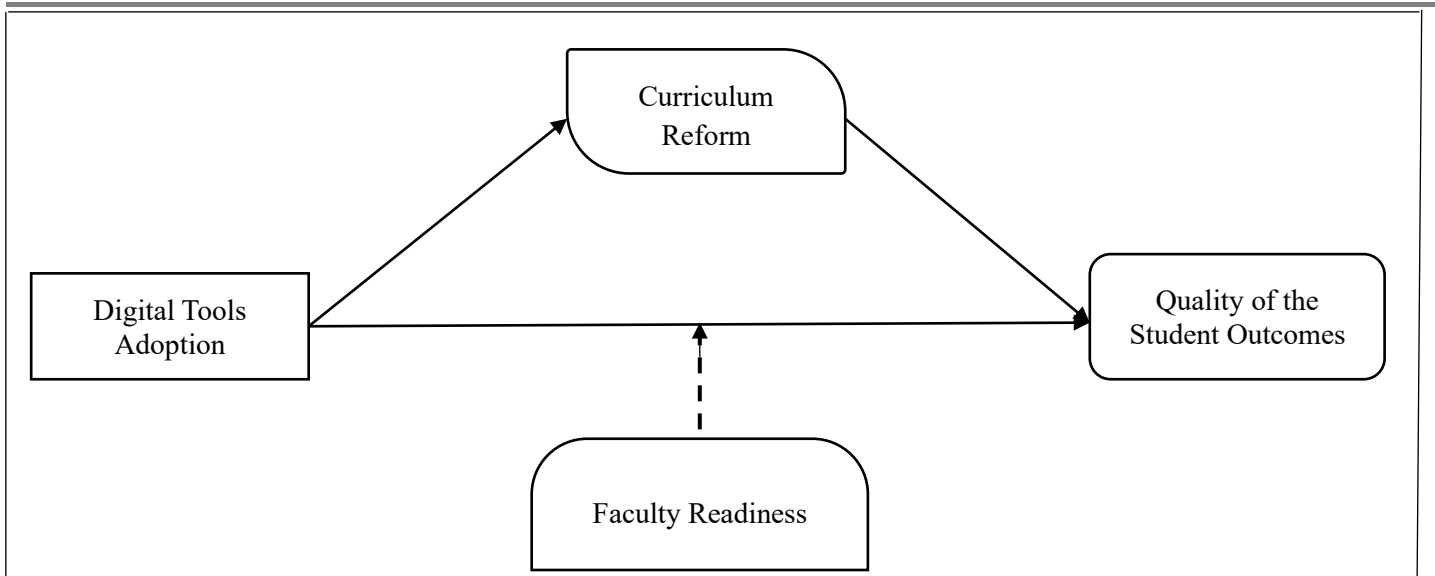 Curriculum
Reform
Digital Tools
Adoption
Quality of the
Student Outcomes
Faculty Readiness